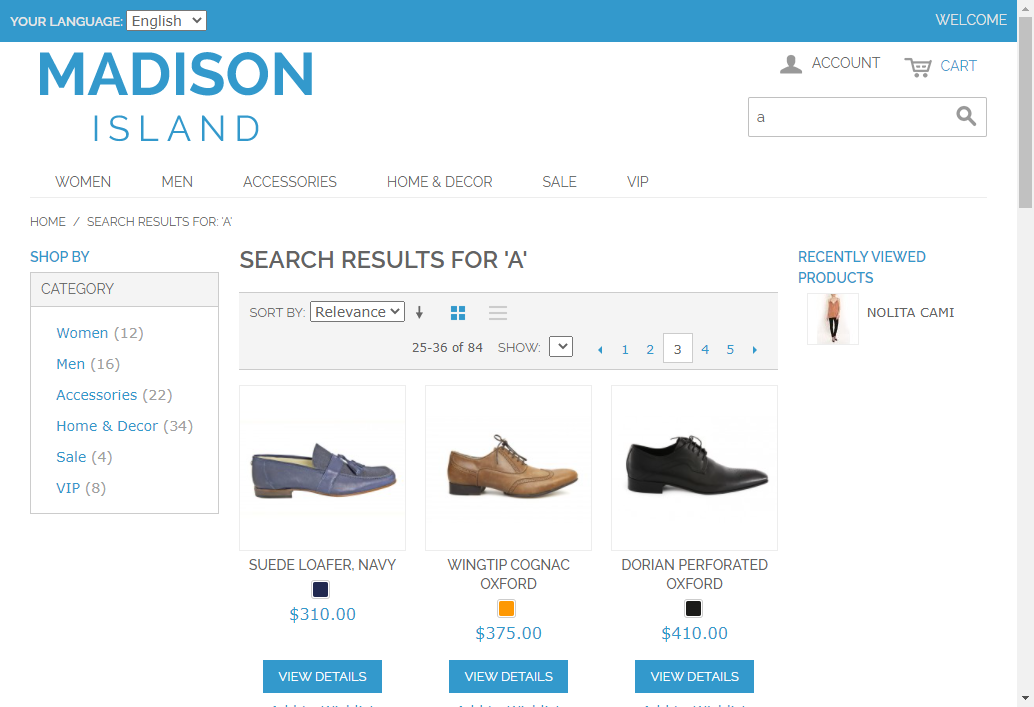 YOUR LANGUAGE: English
WELCOME
MADISON
ISLAND
ACCOUNT
CART
a
WOMEN
MEN
ACCESSORIES
HOME & DECOR
SALE
VIP
HOME / SEARCH RESULTS FOR: 'A'
SHOP BY
CATEGORY
Women (12)
Men (16)
Accessories (22)
Home & Decor (34)
Sale (4)
VIP (8)
SEARCH RESULTS FOR 'A'
SORT BY: Relevance
25-36 of 84 SHOW: 1 2 3 4 5
SUEDE LOAFER, NAVY
$310.00
VIEW DETAILS
WINGTIP COGNAC
OXFORD
$375.00
VIEW DETAILS
DORIAN PERFORATED
OXFORD
$410.00
VIEW DETAILS
RECENTLY VIEWED
PRODUCTS
NOLITA CAMI